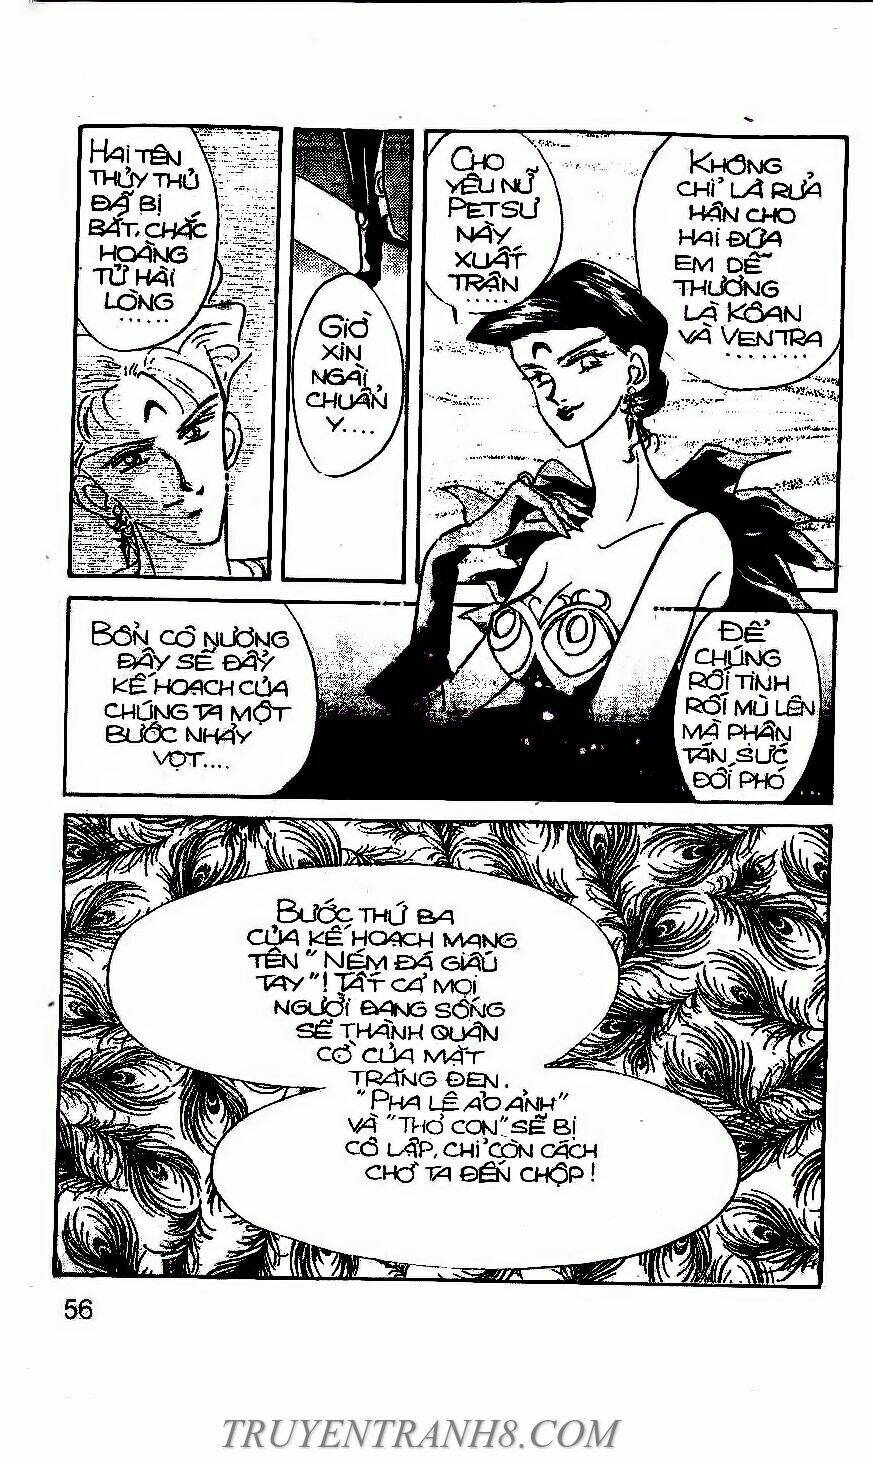 HAI TÊN
THỦY THỦ
ĐÃ BỊ
BẮT, CHẮC
HOÀNG
TỬ HÀI
LÒNG
......
GIỜ
XIN
NGÀI
CHUẨN
Y....
CHO
YÊU NỮ
PETSƯ
NÀY
XUẤT
TRẬN
.....
KHÔNG
CHỈ LÀ RỬA
HẬN CHO
HAI ĐỨA
EM DỄ
THƯƠNG
LÀ KÔAN
VÀ VENTRA
........
BỔN CÔ NƯƠNG
ĐÂY SẼ ĐẨY
KẾ HOẠCH CỦA
CHÚNG TA MỘT
BƯỚC NHẢY
VỌT....
ĐỂ
CHÚNG
RỐI TINH
RỐI MÙ LÊN
MÀ PHÂN
TÁN SỨC
ĐỐI PHÓ ...
BƯỚC THỨ BA
CỦA KẾ HOẠCH MANG
TÊN "NÉM ĐÁ GIẤU
TAY"! TẤT CẢ MỌI
NGƯỜI ĐANG SỐNG
SẼ THÀNH QUÂN
CỜ CỦA MẶT
TRĂNG ĐEN.
"PHA LÊ ẢO ẢNH"
VÀ "THỎ CON" SẼ BỊ
CÔ LẬP, CHỈ CÒN CÁCH
CHỜ TA ĐẾN CHỘP!
56
TRUYENTRANH8.COM